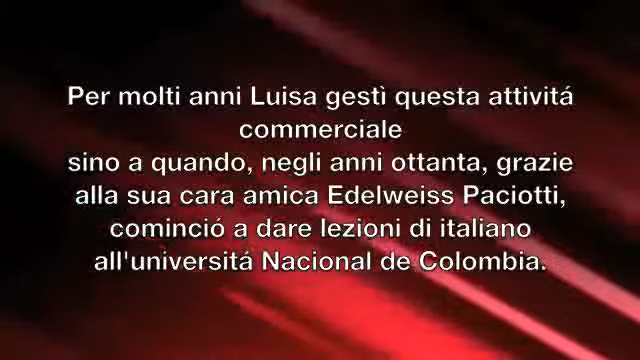 Per molti anni Luisa gestì questa attivitá
commerciale
sino a quando, negli anni ottanta, grazie
alla sua cara amica Edelweiss Paciotti,
cominció a dare lezioni di italiano
all'universitá Nacional de Colombia.